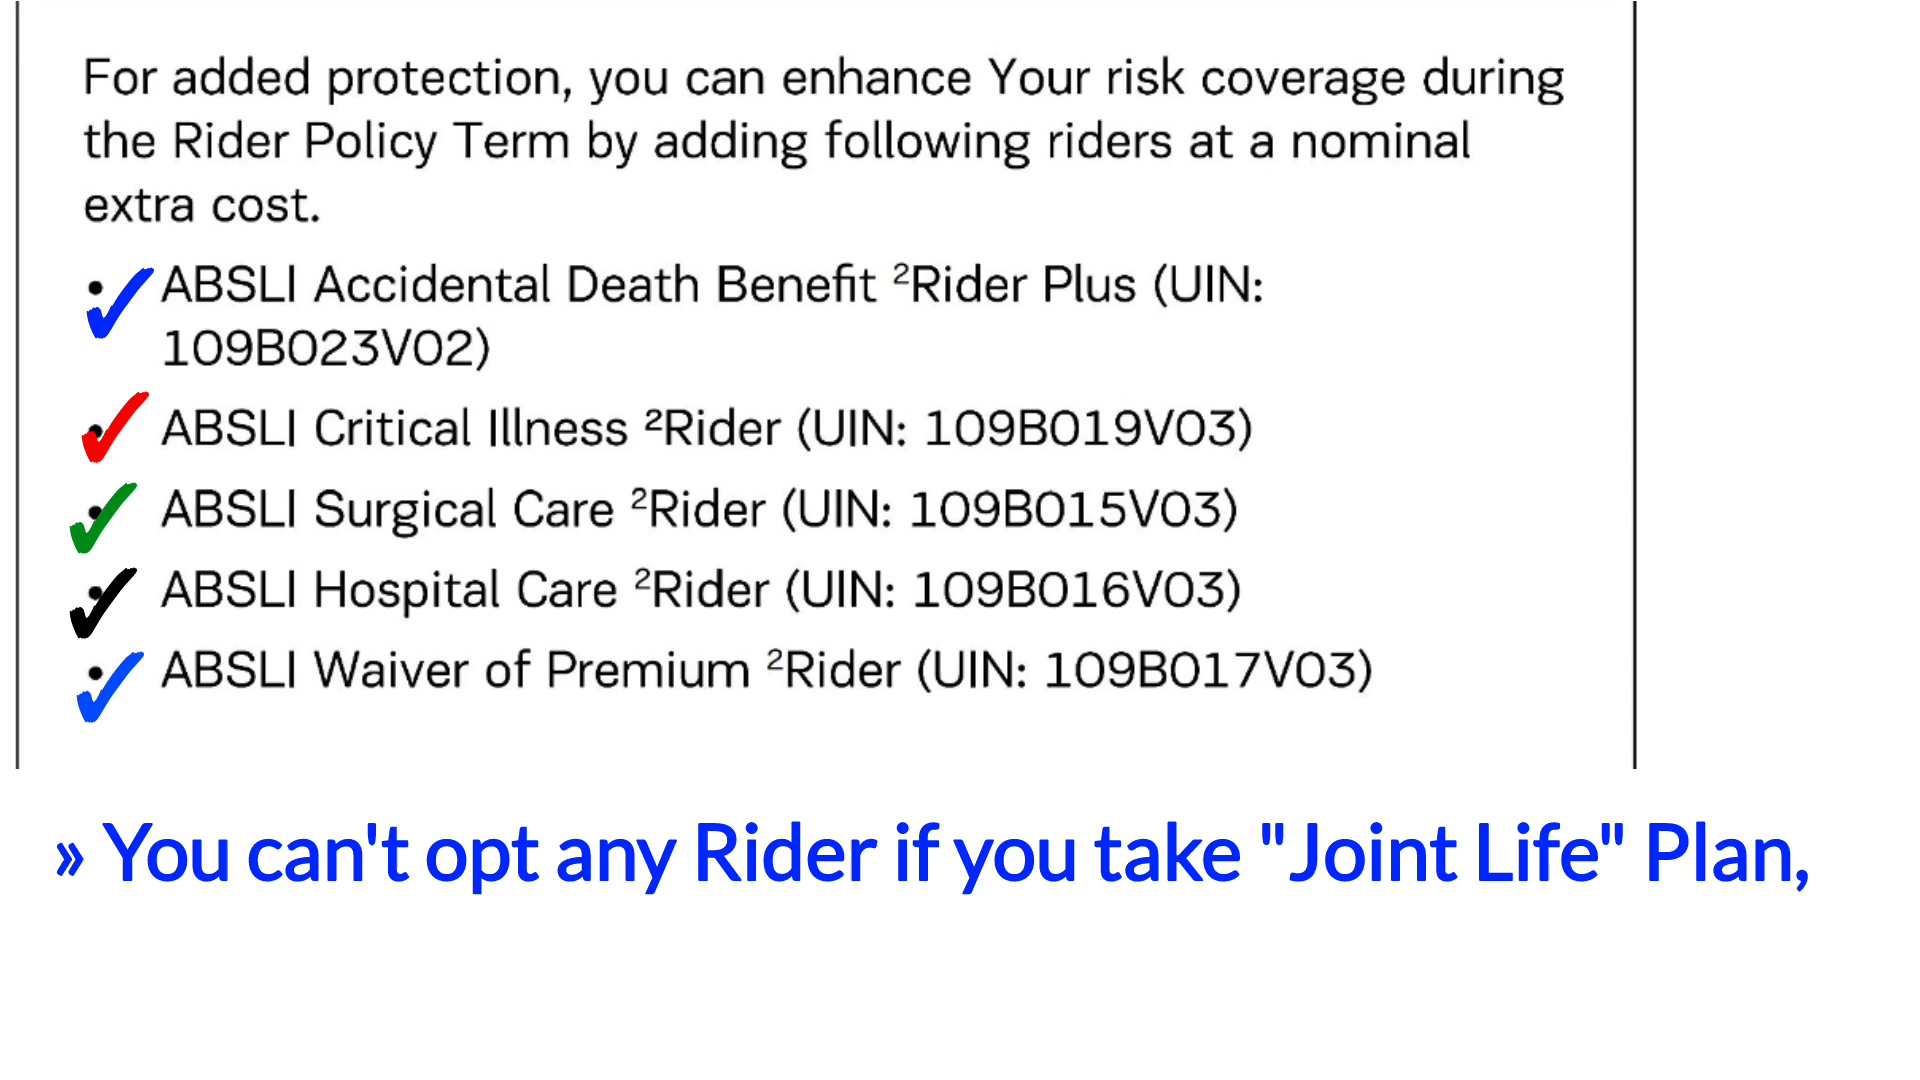 For added protection, you can enhance Your risk coverage during
the Rider Policy Term by adding following riders at a nominal
extra cost.
• ABSLI Accidental Death Benefit ²Rider Plus (UIN:
109B023V02)
• ABSLI Critical Illness ²Rider (UIN: 109B019V03)
• ABSLI Surgical Care ²Rider (UIN: 109B015V03)
• ABSLI Hospital Care ²Rider (UIN: 109B016V03)
• ABSLI Waiver of Premium ²Rider (UIN: 109B017V03)
» You can't opt any Rider if you take "Joint Life" Plan,